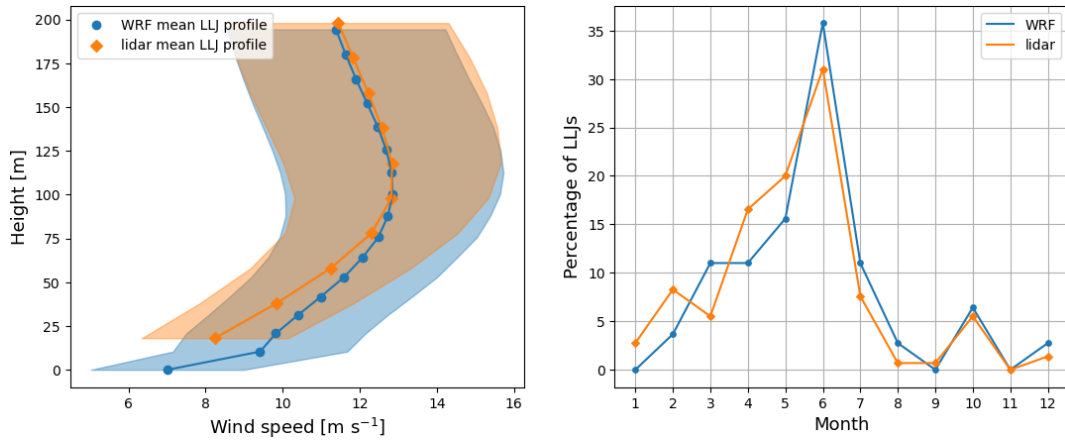 WRF mean LLJ profile
lidar mean LLJ profile
200
175
150
125
100
75
50
25
0
Height [m]
6 8 10 12 14 16
Wind speed [m s⁻¹]
WRF
lidar
35
30
25
20
15
10
5
0
Percentage of LLJs
1 2 3 4 5 6 7 8 9 10 11 12
Month